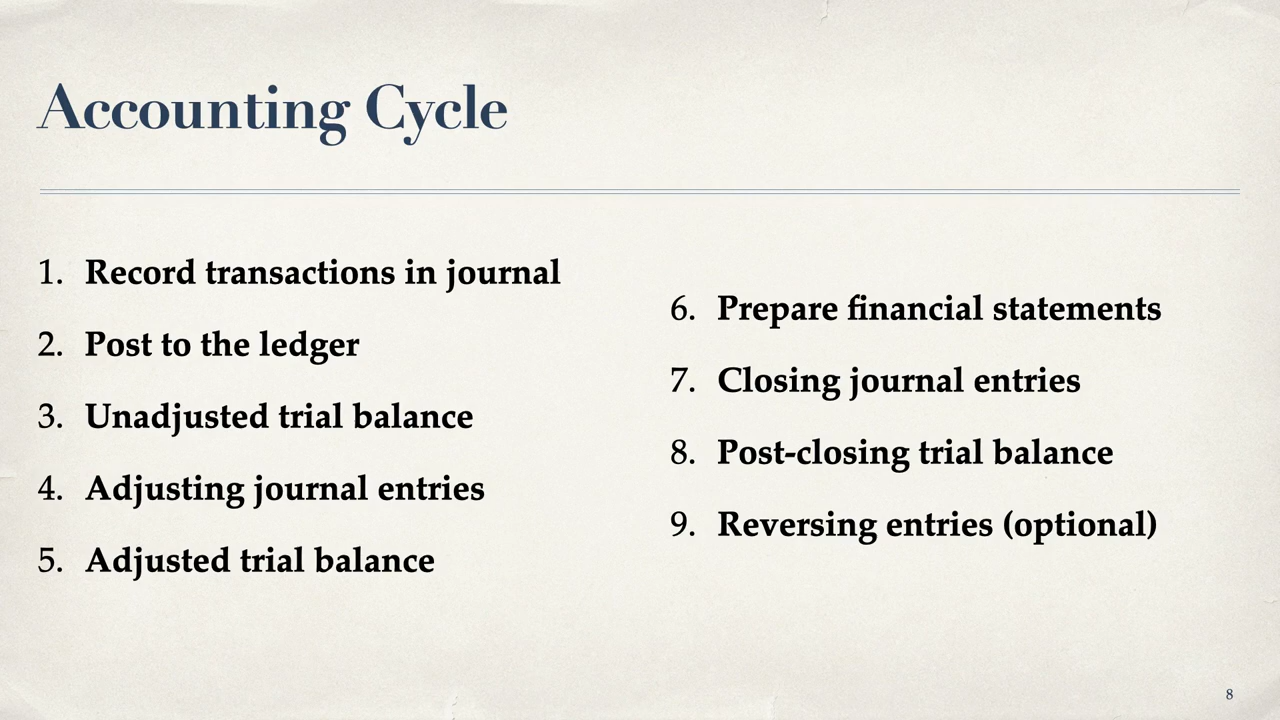 Accounting Cycle
1. Record transactions in journal
2. Post to the ledger
3. Unadjusted trial balance
4. Adjusting journal entries
5. Adjusted trial balance
6. Prepare financial statements
7. Closing journal entries
8. Post-closing trial balance
9. Reversing entries (optional)
8